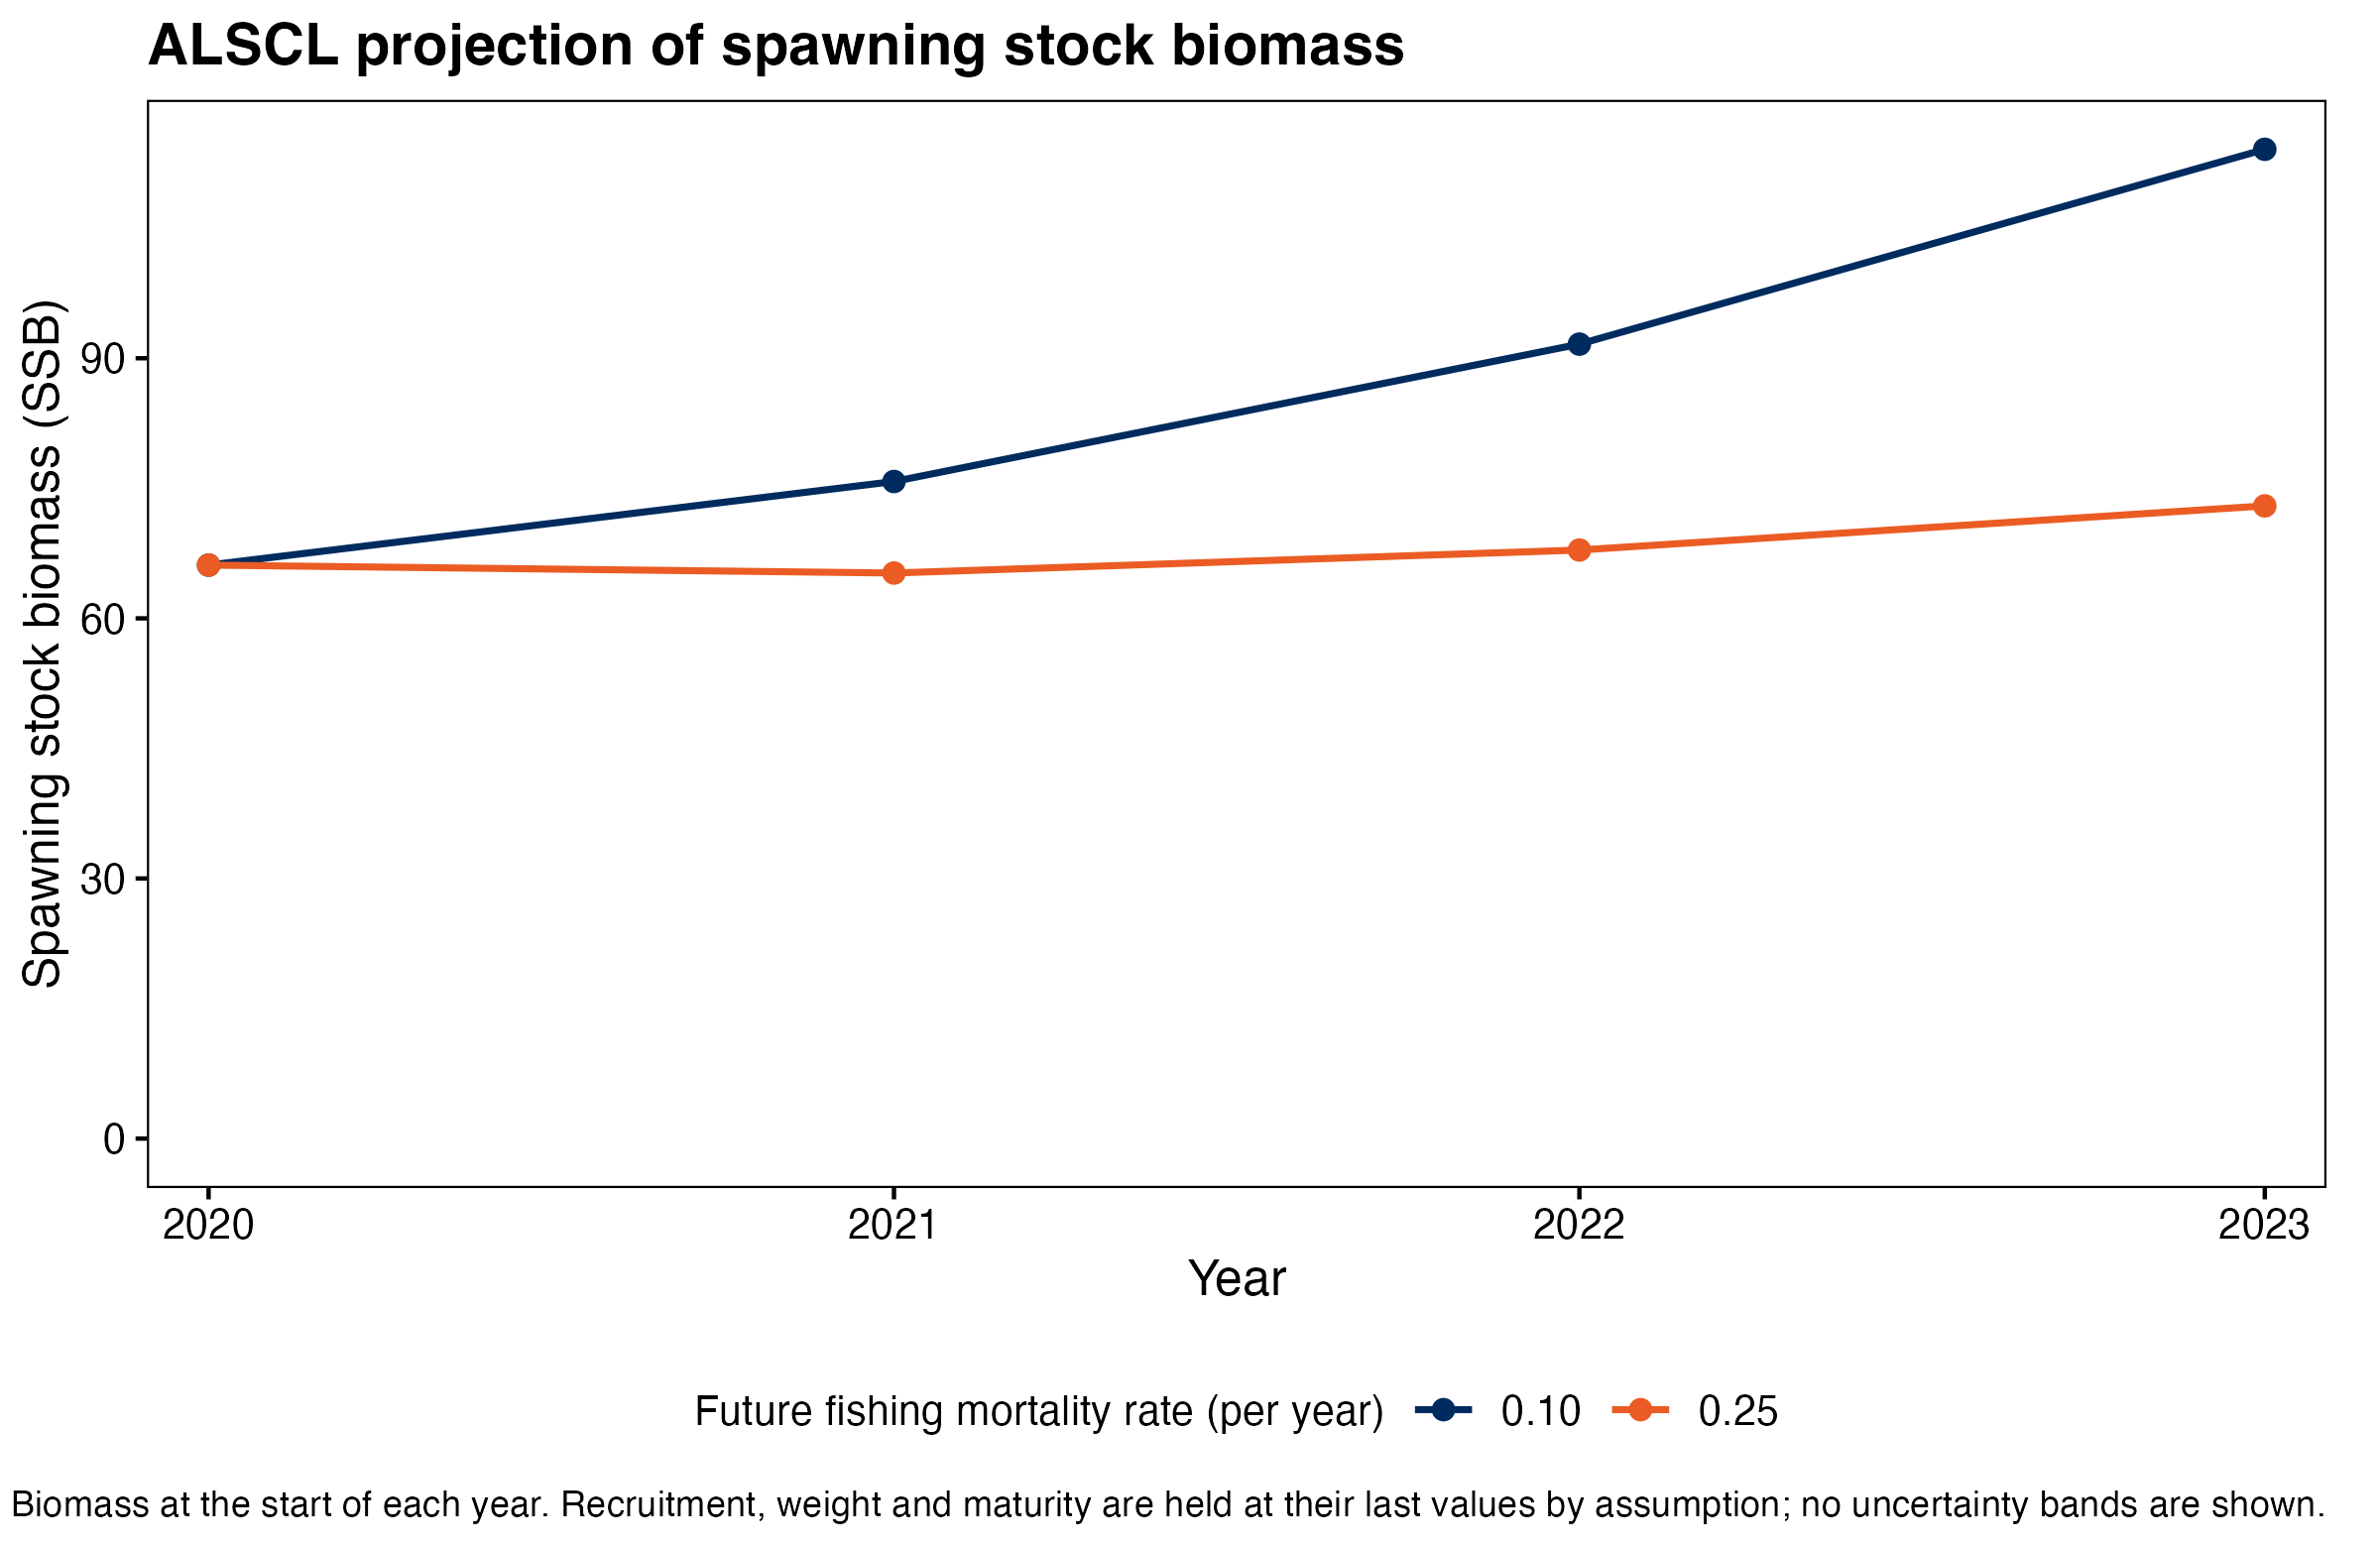 ALSCL projection of spawning stock biomass
Spawning stock biomass (SSB)
90
60
30
0
2020
2021
2022
2023
Year
Future fishing mortality rate (per year)
0.10
0.25
Biomass at the start of each year. Recruitment, weight and maturity are held at their last values by assumption; no uncertainty bands are shown.